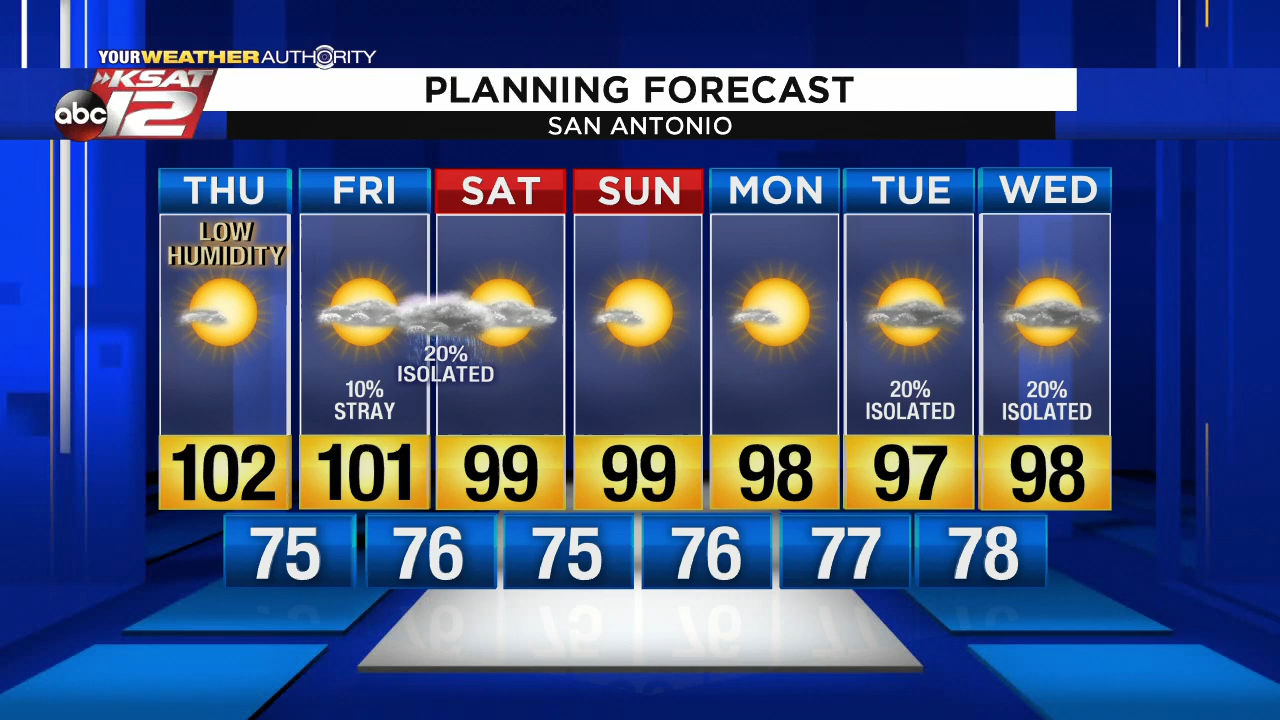 YOURWEATHERAUTHORITY
KSAT
abc
12
PLANNING FORECAST
SAN ANTONIO
THU
FRI
SAT
SUN
MON
TUE
WED
LOW
HUMIDITY
10%
STRAY
20%
ISOLATED
20%
ISOLATED
20%
ISOLATED
102
101
99
99
98
97
98
75
76
75
76
77
78